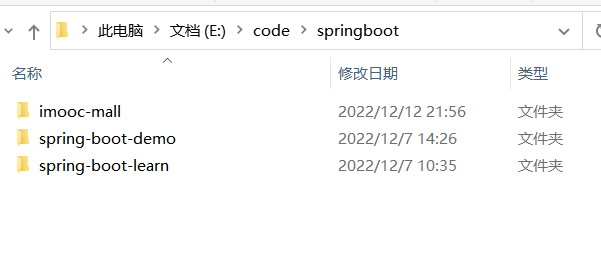 此电脑 文档 (E:) code springboot
名称 修改日期 类型
imooc-mall 2022/12/12 21:56 文件夹
spring-boot-demo 2022/12/7 14:26 文件夹
spring-boot-learn 2022/12/7 10:35 文件夹